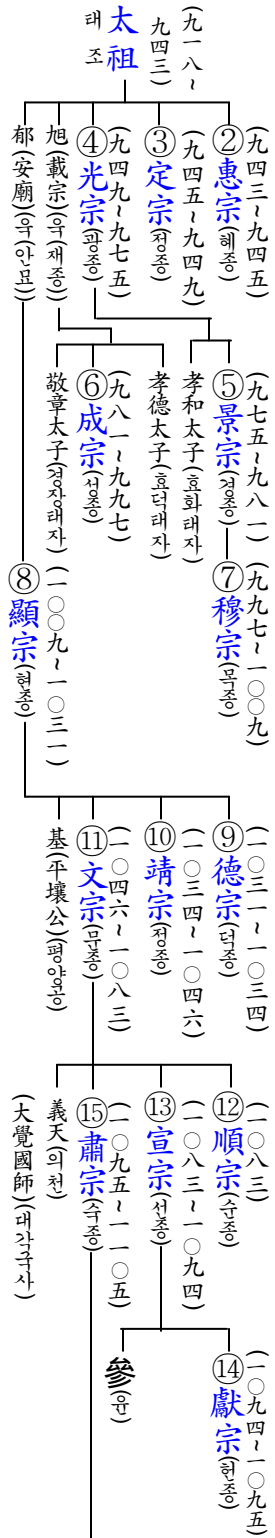 (九一八~
九四三)
太祖
태조
(九四三~九四五)
②惠宗(혜종)
(九四五~九四九)
③定宗(정종)
(九四九~九七五)
④光宗(광종)
旭(載宗)(욱(재종))
郁(安廟)(욱(안묘))
(九七五~九八一)
⑤景宗(경종)
孝和太子(효화태자)
孝德太子(효덕태자)
(九八一~九九七)
⑥成宗(성종)
敬章太子(경장태자)
(九九七~一○○九)
⑦穆宗(목종)
(一○○九~一○三一)
⑧顯宗(현종)
(一○三一~一○三四)
⑨德宗(덕종)
(一○三四~一○四六)
⑩靖宗(정종)
(一○四六~一○八三)
⑪文宗(문종)
基(平壤公)(평양공)
(一○八三)
⑫順宗(순종)
(一○八三~一○九四)
⑬宣宗(선종)
(一○九五~一一○五)
⑮肅宗(숙종)
義天(의천)
(大覺國師)(대각국사)
(一○九四~一○九五)
⑭獻宗(헌종)
參(윤)